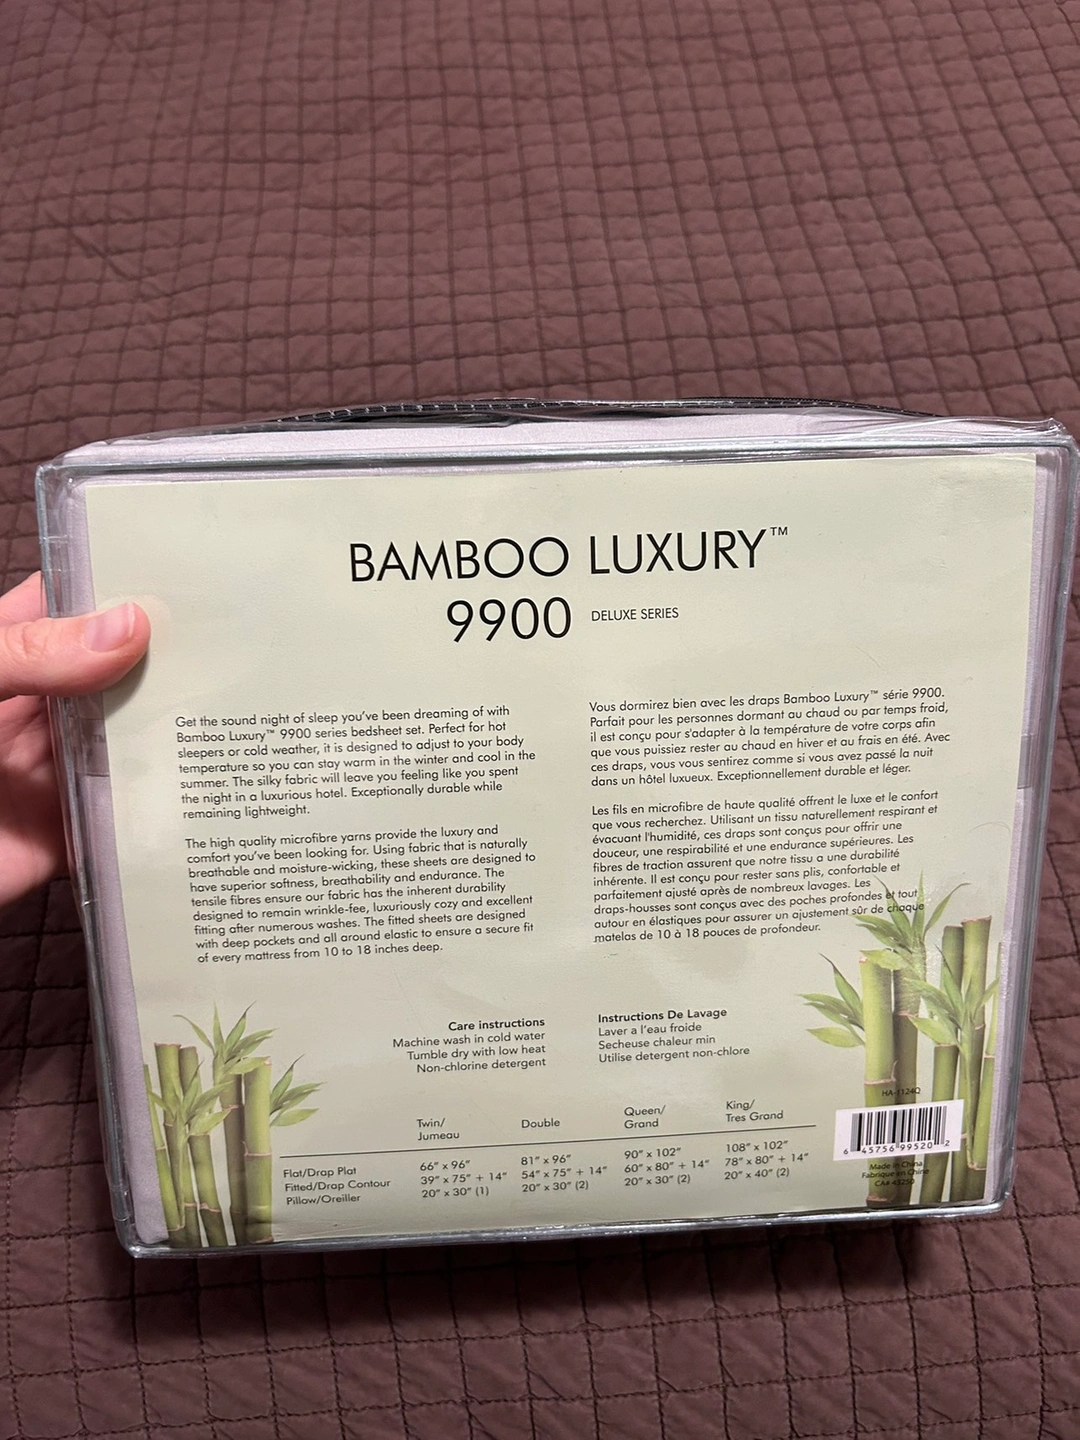 BAMBOO LUXURY™
9900 DELUXE SERIES
Get the sound night of sleep you've been dreaming of with
Bamboo Luxury™ 9900 series bedsheet set. Perfect for hot
sleepers or cold weather, it is designed to adjust to your body
temperature so you can stay warm in the winter and cool in the
summer. The silky fabric will leave you feeling like you spent
the night in a luxurious hotel. Exceptionally durable while
remaining lightweight.
The high quality microfibre yarns provide the luxury and
comfort you've been looking for. Using fabric that is naturally
breathable and moisture-wicking, these sheets are designed to
have superior softness, breathability and endurance. The
tensile fibres ensure our fabric has the inherent durability
designed to remain wrinkle-fee, luxuriously cozy and excellent
fitting after numerous washes. The fitted sheets are designed
with deep pockets and all around elastic to ensure a secure fit
of every mattress from 10 to 18 inches deep.
Vous dormirez bien avec les draps Bamboo Luxury™ série 9900.
Parfait pour les personnes dormant au chaud ou par temps froid,
il est conçu pour s'adapter à la température de votre corps afin
que vous puissiez rester au chaud en hiver et au frais en été. Avec
ces draps, vous vous sentirez comme si vous avez passé la nuit
dans un hôtel luxueux. Exceptionnellement durable et léger.
Les fils en microfibre de haute qualité offrent le luxe et le confort
que vous recherchez. Utilisant un tissu naturellement respirant et
évacuant l'humidité, ces draps sont conçus pour offrir une
douceur, une respirabilité et une endurance supérieures. Les
fibres de traction assurent que notre tissu a une durabilité
inhérente. Il est conçu pour rester sans plis, confortable et
parfaitement ajusté après de nombreux lavages. Les
draps-housses sont conçus avec des poches profondes et tout
autour en élastiques pour assurer un ajustement sûr de chaque
matelas de 10 à 18 pouces de profondeur.
Care instructions
Machine wash in cold water
Tumble dry with low heat
Non-chlorine detergent
Instructions De Lavage
Laver a l'eau froide
Secheuse chaleur min
Utilise detergent non-chlore
Twin/ Double Queen/ King/
Jumeau Grand Tres Grand
Flat/Drap Plat 66" x 96" 81" x 96" 90" x 102" 108" x 102"
Fitted/Drap Contour 39" x 75" + 14" 54" x 75" + 14" 60" x 80" + 14" 78" x 80" + 14"
Pillow/Oreiller 20" x 30" (1) 20" x 30" (2) 20" x 30" (2) 20" x 40" (2)
HA-1124Q
6 45756 99520 2
Made in China
Fabrique en Chine
CA# 45250